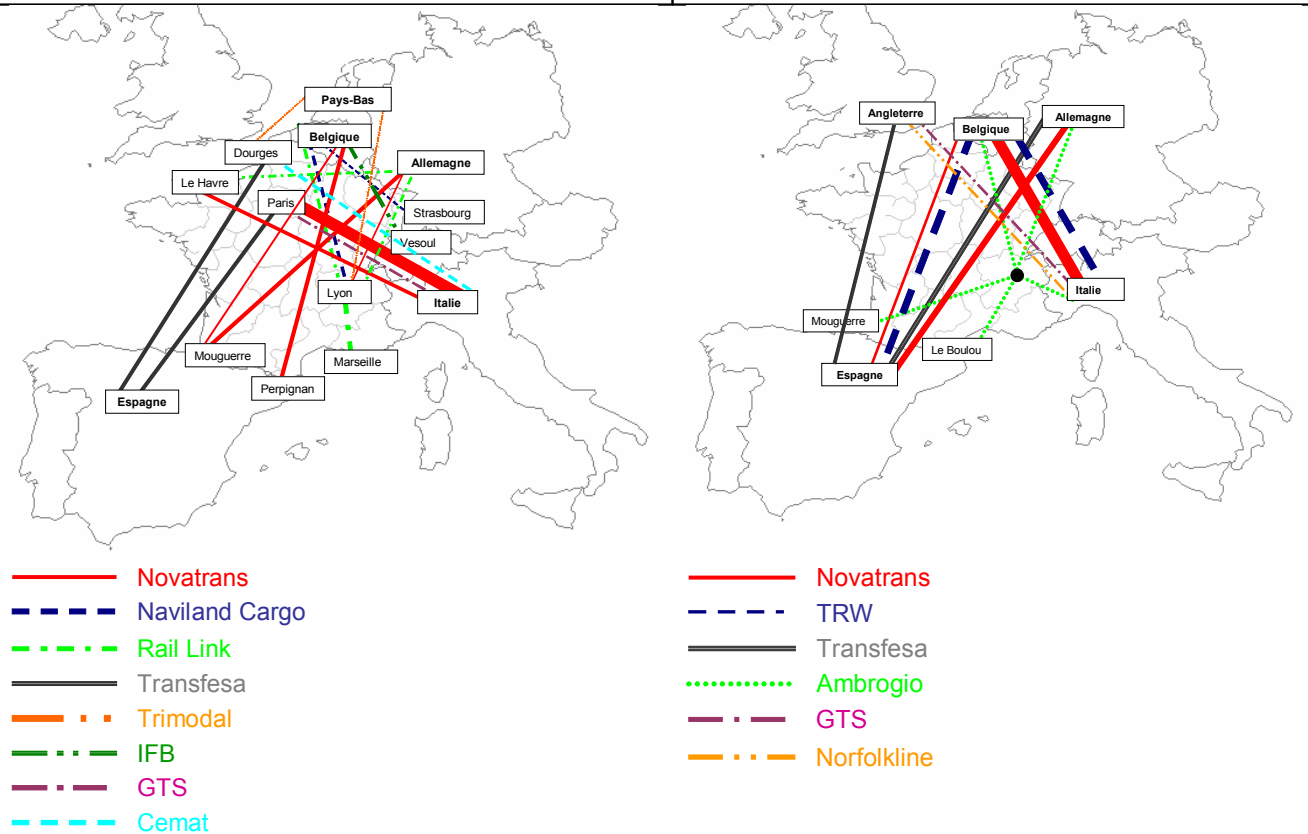 Pays-Bas
Belgique
Dourges
Allemagne
Le Havre
Paris
Strasbourg
Vesoul
Lyon
Italie
Mouguerre
Marseille
Perpignan
Espagne
Novatrans
Naviland Cargo
Rail Link
Transfesa
Trimodal
IFB
GTS
Cemat
Angleterre
Allemagne
Belgique
Italie
Mouguerre
Le Boulou
Espagne
Novatrans
TRW
Transfesa
Ambrogio
GTS
Norfolkline